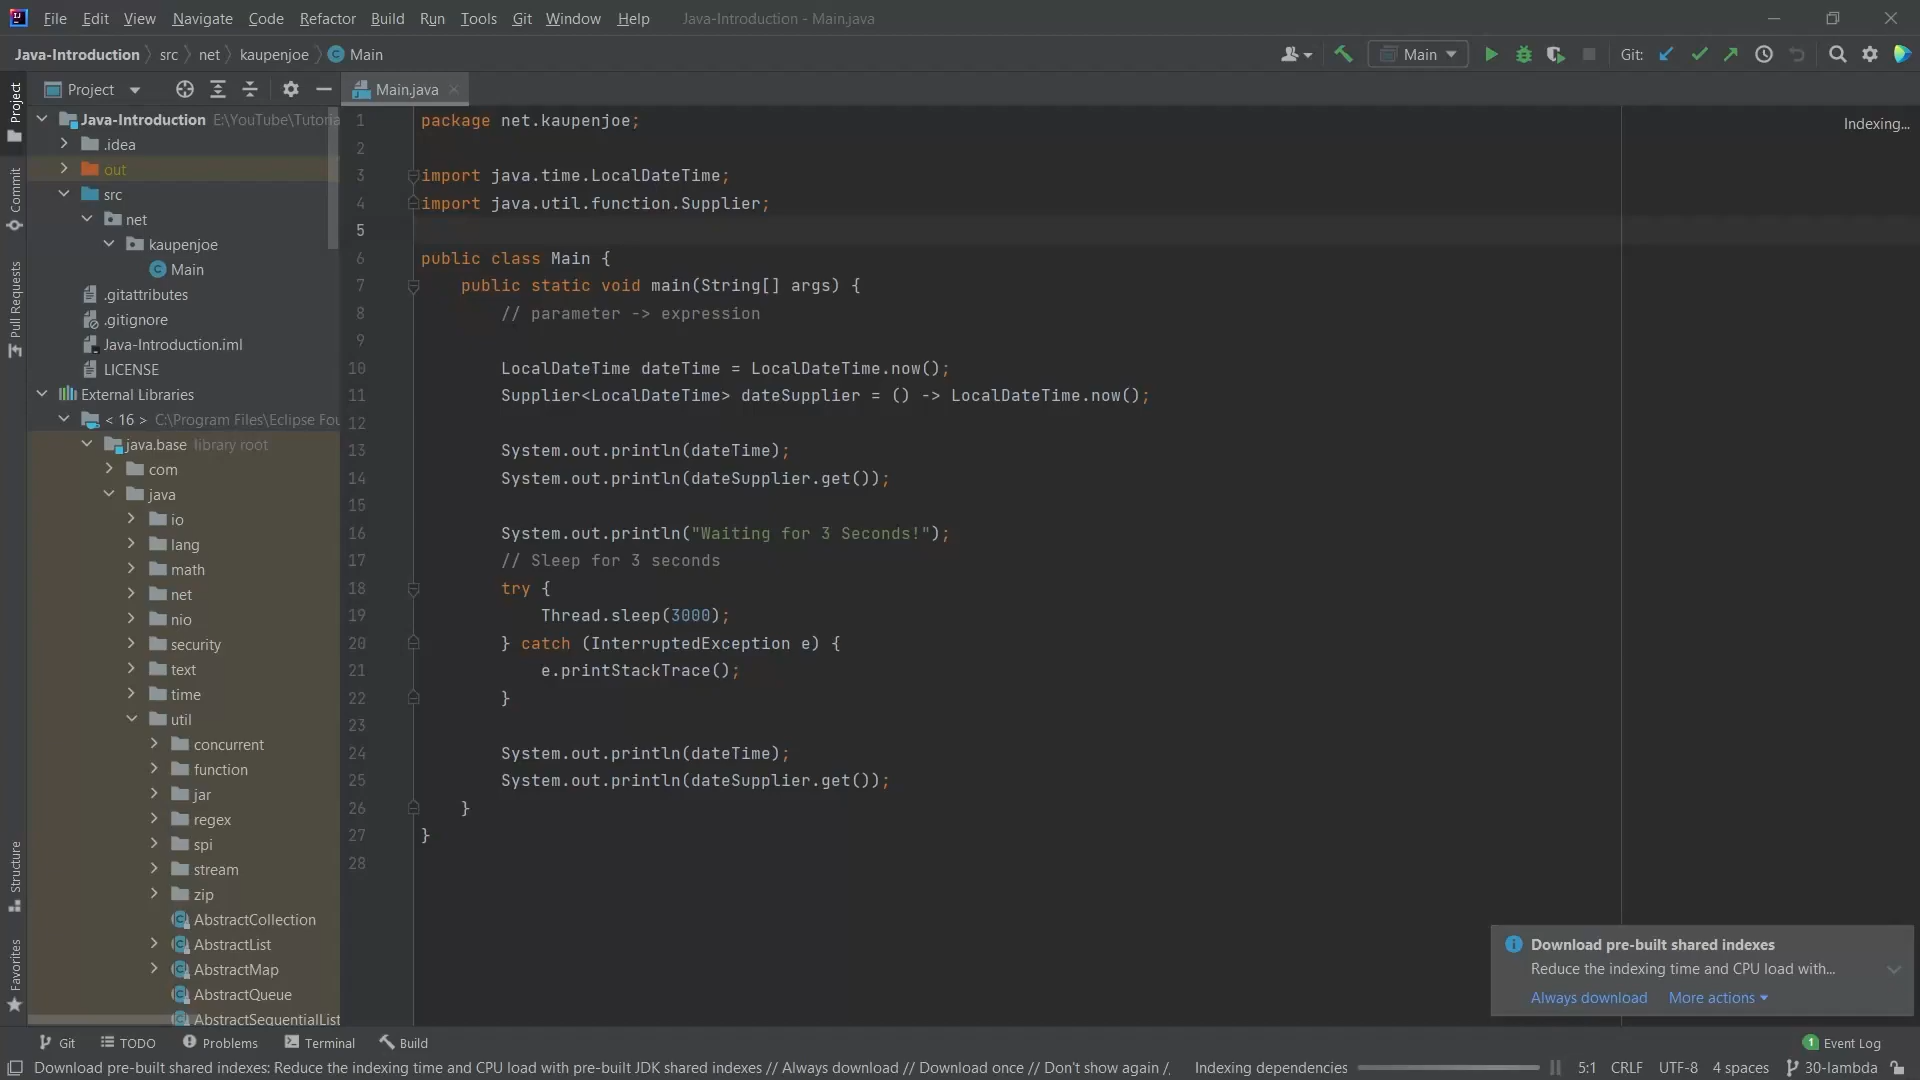 File Edit View Navigate Code Refactor Build Run Tools Git Window Help Java-Introduction - Main.java
Java-Introduction src net kaupenjoe Main
Main Git:
Project
Main.java
Project
Commit
Pull Requests
Structure
Favorites
Java-Introduction E:\YouTube\Tutoria
.idea
out
src
net
kaupenjoe
Main
.gitattributes
.gitignore
Java-Introduction.iml
LICENSE
External Libraries
< 16 > C:\Program Files\Eclipse Fou
java.base library root
com
java
io
lang
math
net
nio
security
text
time
util
concurrent
function
jar
regex
spi
stream
zip
AbstractCollection
AbstractList
AbstractMap
AbstractQueue
AbstractSequentialList
Indexing...
1 package net.kaupenjoe;
2
3 import java.time.LocalDateTime;
4 import java.util.function.Supplier;
5
6 public class Main {
7 public static void main(String[] args) {
8 // parameter -> expression
9
10 LocalDateTime dateTime = LocalDateTime.now();
11 Supplier<LocalDateTime> dateSupplier = () -> LocalDateTime.now();
12
13 System.out.println(dateTime);
14 System.out.println(dateSupplier.get());
15
16 System.out.println("Waiting for 3 Seconds!");
17 // Sleep for 3 seconds
18 try {
19 Thread.sleep(3000);
20 } catch (InterruptedException e) {
21 e.printStackTrace();
22 }
23
24 System.out.println(dateTime);
25 System.out.println(dateSupplier.get());
26 }
27 }
28
Download pre-built shared indexes
Reduce the indexing time and CPU load with...
Always download More actions
Git TODO Problems Terminal Build
1 Event Log
Download pre-built shared indexes: Reduce the indexing time and CPU load with pre-built JDK shared indexes // Always download // Download once // Don't show again /
Indexing dependencies 5:1 CRLF UTF-8 4 spaces 30-lambda